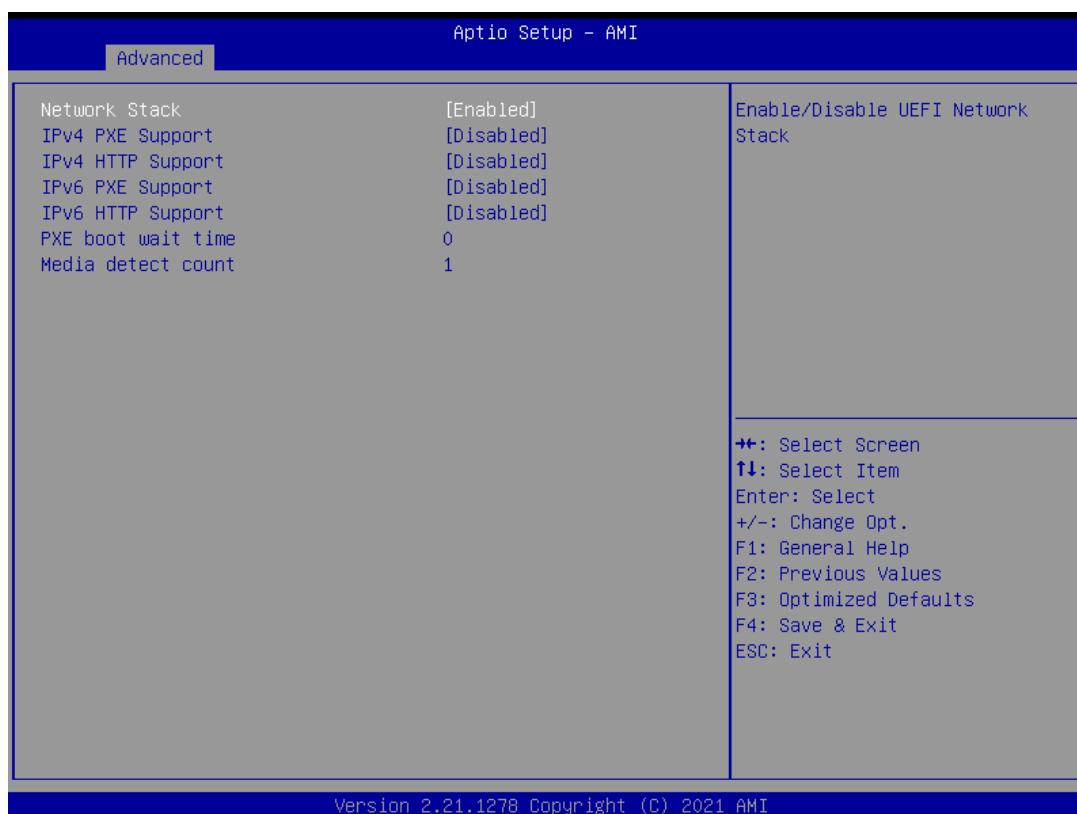 Aptio Setup – AMI
Advanced
Network Stack [Enabled]
IPv4 PXE Support [Disabled]
IPv4 HTTP Support [Disabled]
IPv6 PXE Support [Disabled]
IPv6 HTTP Support [Disabled]
PXE boot wait time 0
Media detect count 1
Enable/Disable UEFI Network
Stack
→←: Select Screen
↑↓: Select Item
Enter: Select
+/-: Change Opt.
F1: General Help
F2: Previous Values
F3: Optimized Defaults
F4: Save & Exit
ESC: Exit
Version 2.21.1278 Copyright (C) 2021 AMI